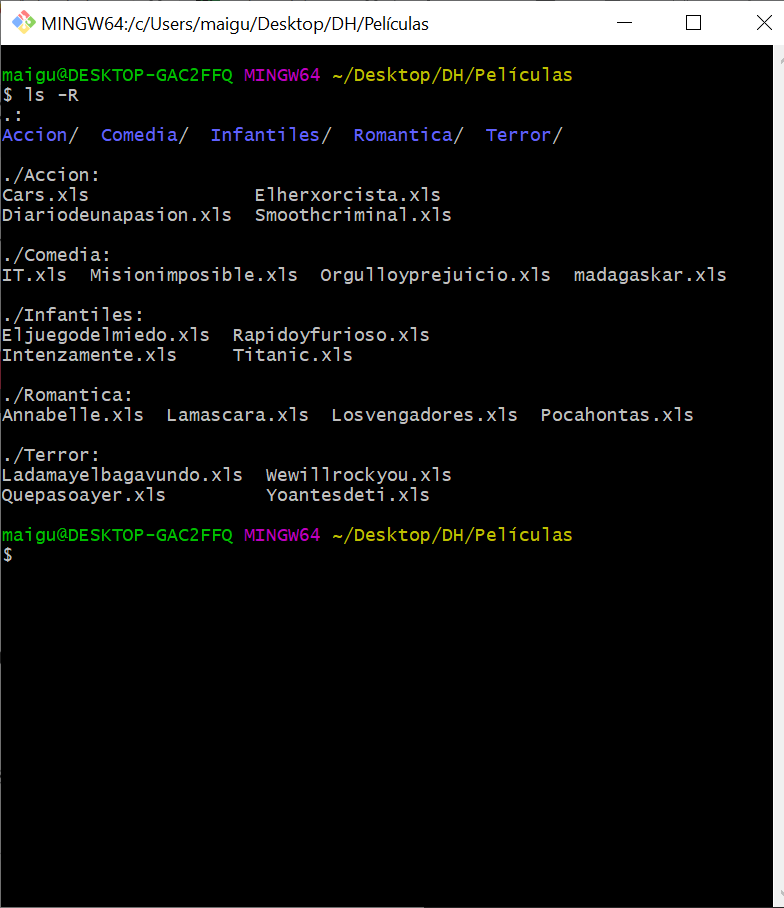 MINGW64:/c/Users/maigu/Desktop/DH/Películas
maigu@DESKTOP-GAC2FFQ MINGW64 ~/Desktop/DH/Películas
$ ls -R
.:
Accion/  Comedia/  Infantiles/  Romantica/  Terror/
./Accion:
Cars.xls               Elherxorcista.xls
Diariodeunapasion.xls  Smoothcriminal.xls
./Comedia:
IT.xls  Misionimposible.xls  Orgulloyprejuicio.xls  madagaskar.xls
./Infantiles:
Eljuegodelmiedo.xls  Rapidoyfurioso.xls
Intenzamente.xls     Titanic.xls
./Romantica:
Annabelle.xls  Lamascara.xls  Losvengadores.xls  Pocahontas.xls
./Terror:
Ladamayelbagavundo.xls  Wewillrockyou.xls
Quepasoayer.xls         Yoantesdeti.xls
maigu@DESKTOP-GAC2FFQ MINGW64 ~/Desktop/DH/Películas
$